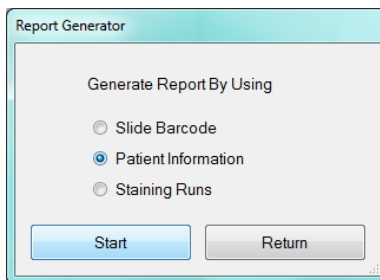 Report Generator
Generate Report By Using
Slide Barcode
Patient Information
Staining Runs
Start Return